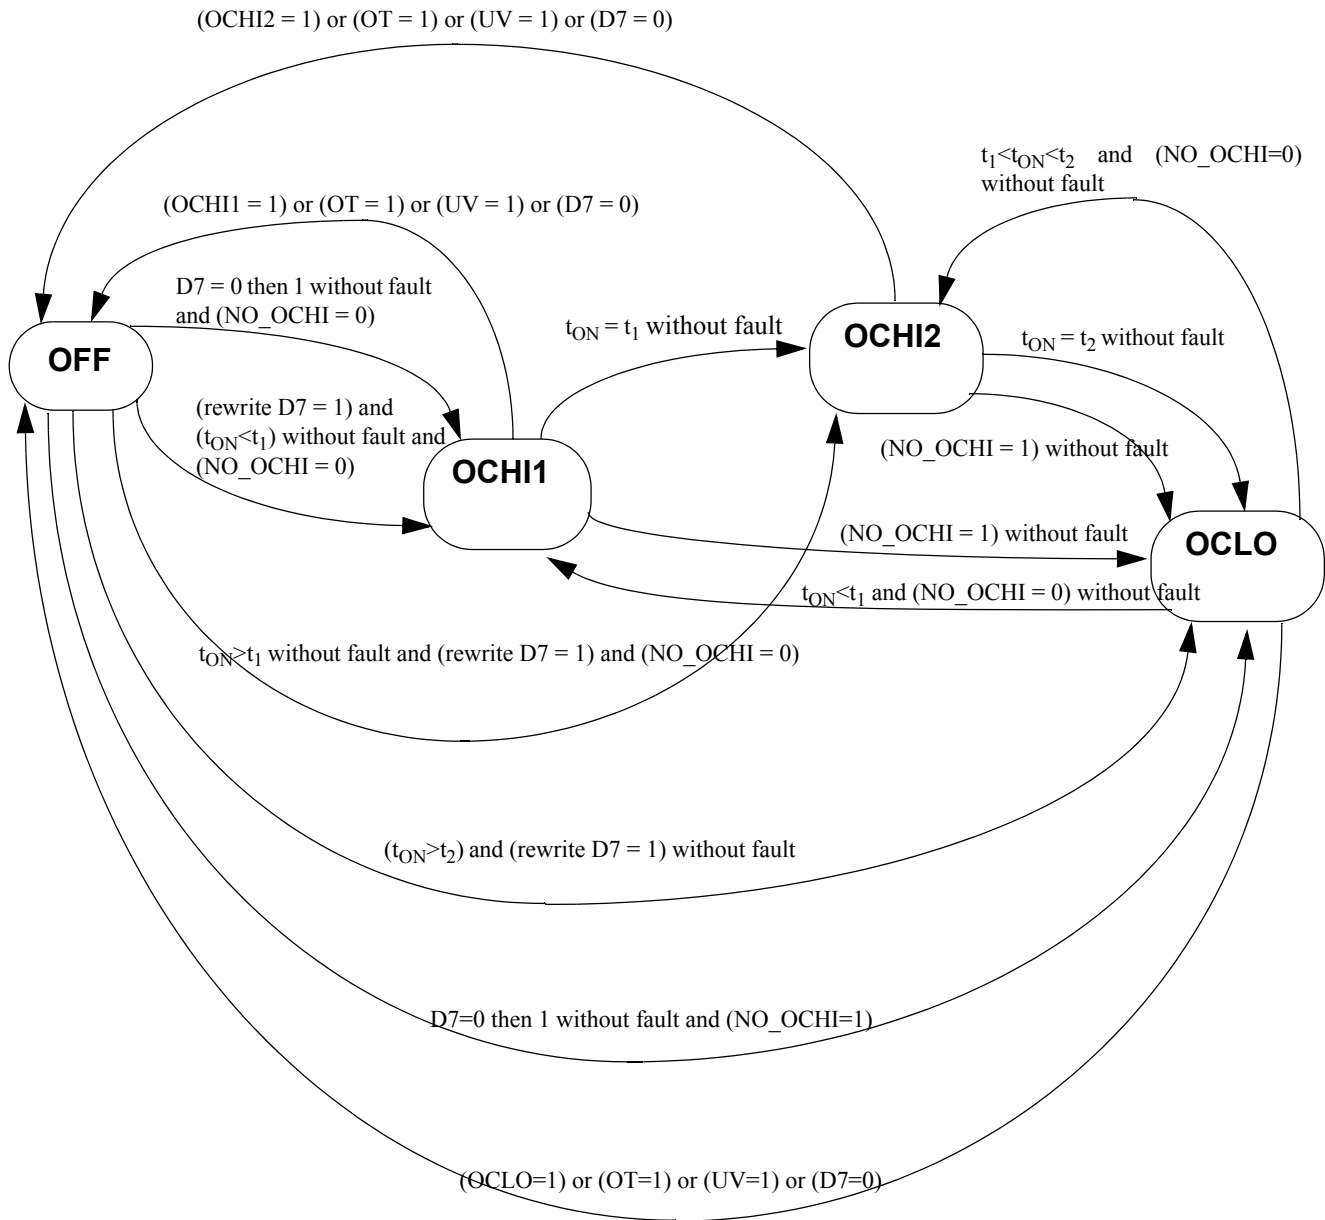 (OCHI2 = 1) or (OT = 1) or (UV = 1) or (D7 = 0)
t1<tON<t2 and (NO_OCHI=0)
without fault
(OCHI1 = 1) or (OT = 1) or (UV = 1) or (D7 = 0)
D7 = 0 then 1 without fault
and (NO_OCHI = 0)
tON = t1 without fault
OCHI2
tON = t2 without fault
OFF
(rewrite D7 = 1) and
(tON<t1) without fault and
(NO_OCHI = 0)
(NO_OCHI = 1) without fault
OCHI1
(NO_OCHI = 1) without fault
OCLO
tON<t1 and (NO_OCHI = 0) without fault
tON>t1 without fault and (rewrite D7 = 1) and (NO_OCHI = 0)
(tON>t2) and (rewrite D7 = 1) without fault
D7=0 then 1 without fault and (NO_OCHI=1)
(OCLO=1) or (OT=1) or (UV=1) or (D7=0)